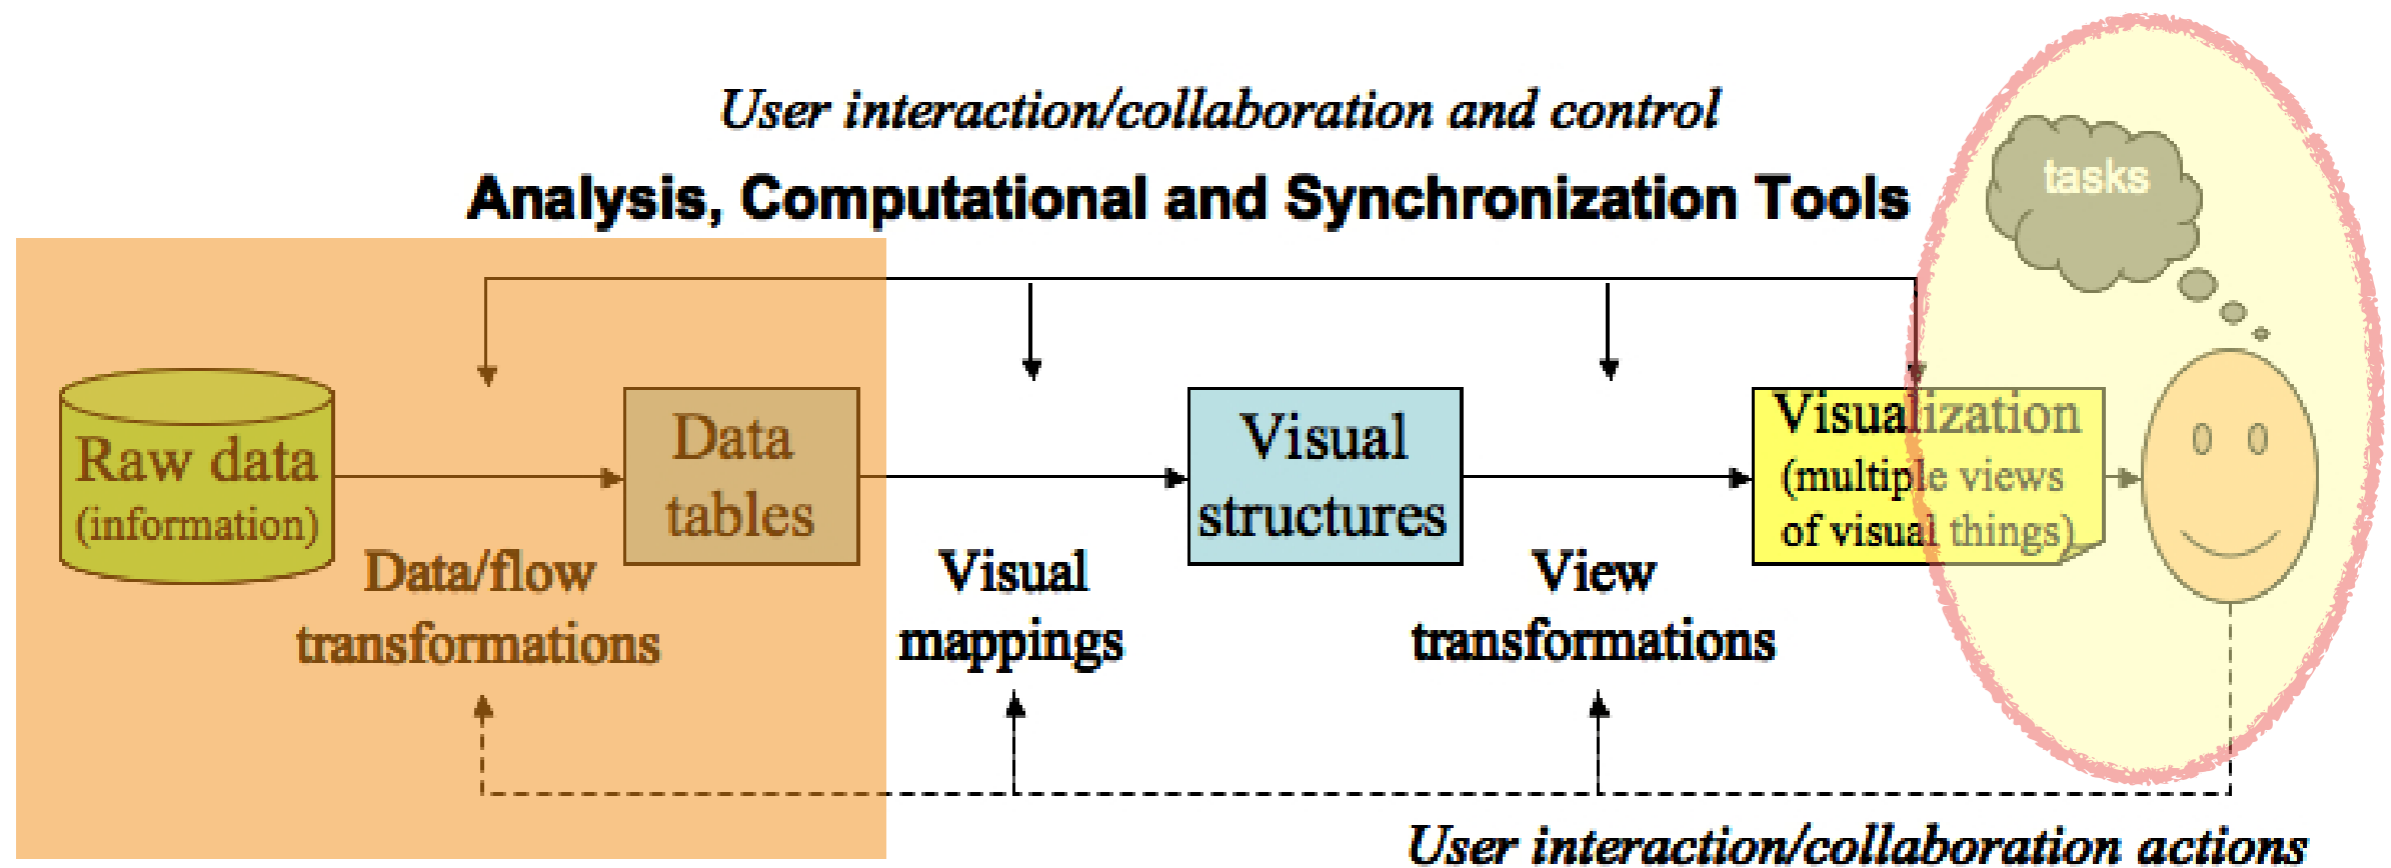 User interaction/collaboration and control
Analysis, Computational and Synchronization Tools
tasks
Raw data
(information)
Data/flow
transformations
Data
tables
Visual
mappings
Visual
structures
View
transformations
Visualization
(multiple views
of visual things)
User interaction/collaboration actions